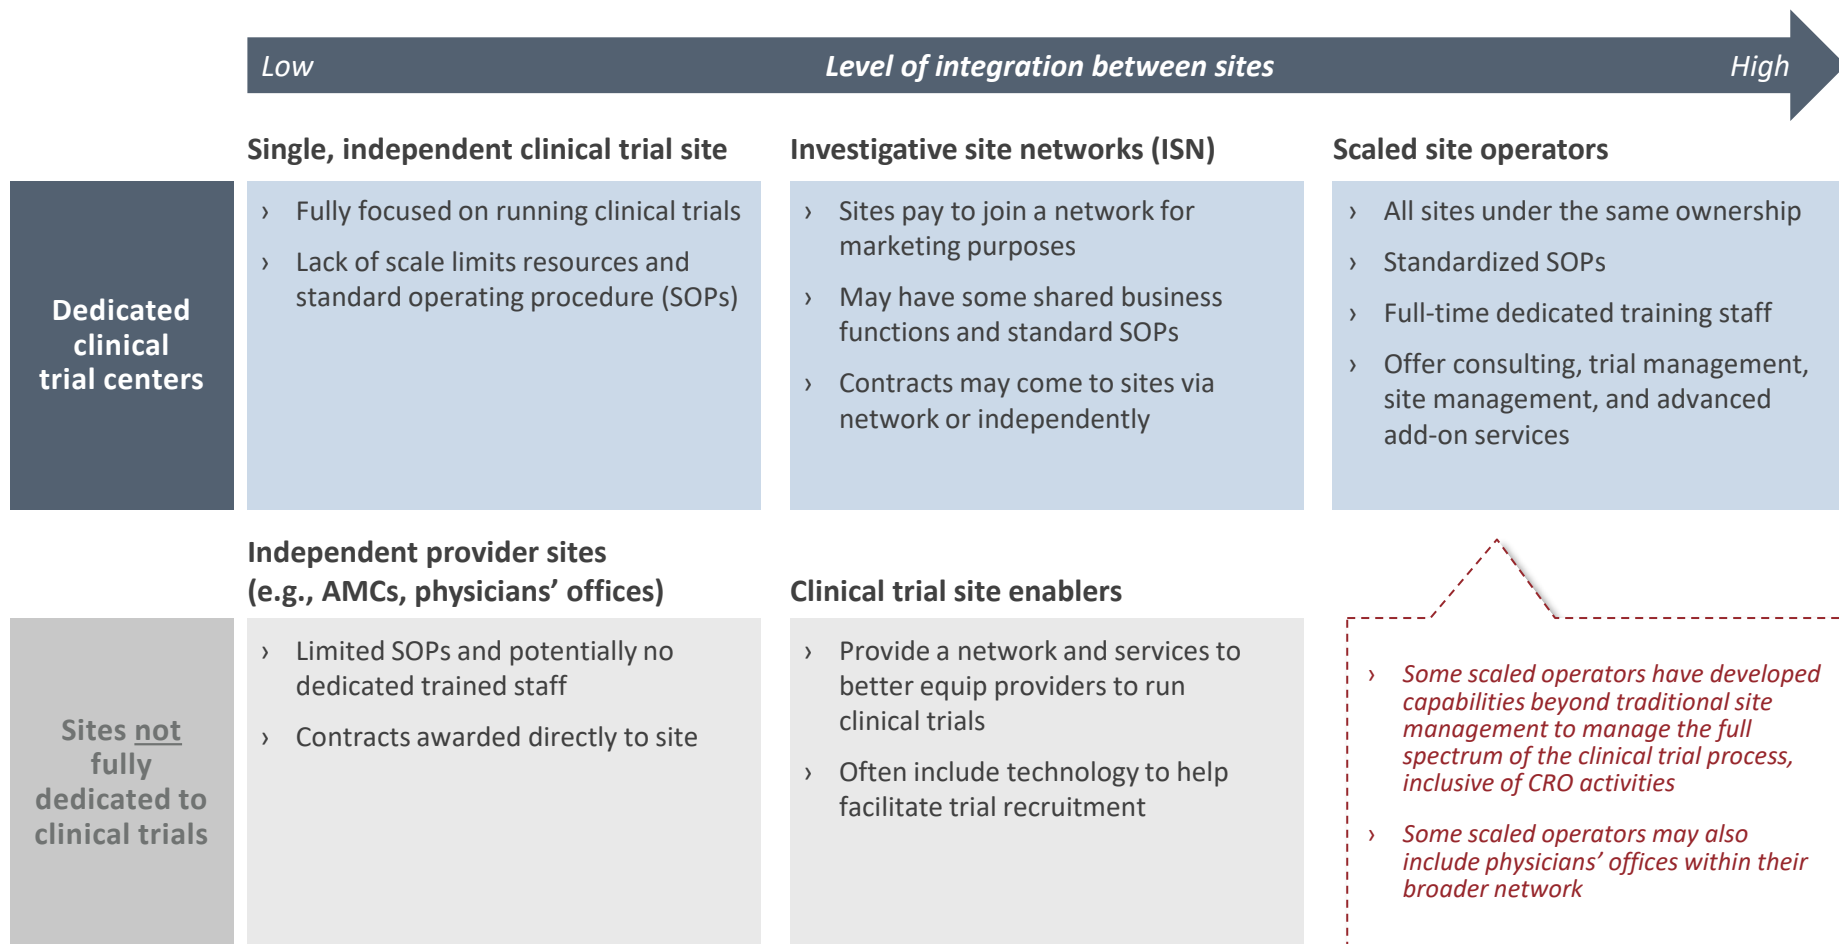 Low
Level of integration between sites
High
Single, independent clinical trial site
Investigative site networks (ISN)
Scaled site operators
Dedicated
clinical
trial centers
› Fully focused on running clinical trials
› Lack of scale limits resources and
standard operating procedure (SOPs)
› Sites pay to join a network for
marketing purposes
› May have some shared business
functions and standard SOPs
› Contracts may come to sites via
network or independently
› All sites under the same ownership
› Standardized SOPs
› Full-time dedicated training staff
› Offer consulting, trial management,
site management, and advanced
add-on services
Independent provider sites
(e.g., AMCs, physicians’ offices)
Clinical trial site enablers
Sites not
fully
dedicated to
clinical trials
› Limited SOPs and potentially no
dedicated trained staff
› Contracts awarded directly to site
› Provide a network and services to
better equip providers to run
clinical trials
› Often include technology to help
facilitate trial recruitment
› Some scaled operators have developed
capabilities beyond traditional site
management to manage the full
spectrum of the clinical trial process,
inclusive of CRO activities
› Some scaled operators may also
include physicians’ offices within their
broader network